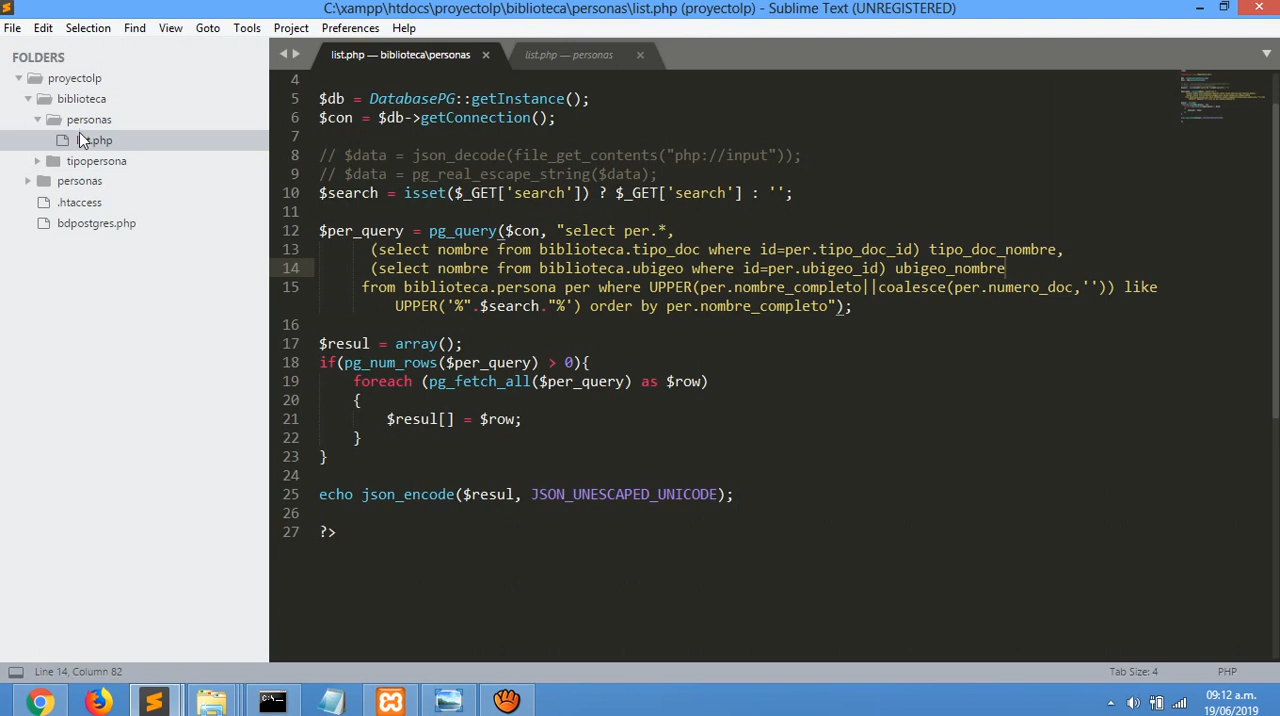 C:\xampp\htdocs\proyectolp\biblioteca\personas\list.php (proyectolp) - Sublime Text (UNREGISTERED)
File Edit Selection Find View Goto Tools Project Preferences Help
FOLDERS
proyectolp
biblioteca
personas
.php
tipopersona
personas
.htaccess
bdpostgres.php
list.php — biblioteca\personas
list.php — personas
4
5 $db = DatabasePG::getInstance();
6 $con = $db->getConnection();
7
8 // $data = json_decode(file_get_contents("php://input"));
9 // $data = pg_real_escape_string($data);
10 $search = isset($_GET['search']) ? $_GET['search'] : '';
11
12 $per_query = pg_query($con, "select per.*,
13 (select nombre from biblioteca.tipo_doc where id=per.tipo_doc_id) tipo_doc_nombre,
14 (select nombre from biblioteca.ubigeo where id=per.ubigeo_id) ubigeo_nombre
15 from biblioteca.persona per where UPPER(per.nombre_completo||coalesce(per.numero_doc,'')) like
UPPER('%".$search."%') order by per.nombre_completo");
16
17 $resul = array();
18 if(pg_num_rows($per_query) > 0){
19 foreach (pg_fetch_all($per_query) as $row)
20 {
21 $resul[] = $row;
22 }
23 }
24
25 echo json_encode($resul, JSON_UNESCAPED_UNICODE);
26
27 ?>
Line 14, Column 82
Tab Size: 4
PHP
09:12 a.m.
19/06/2019